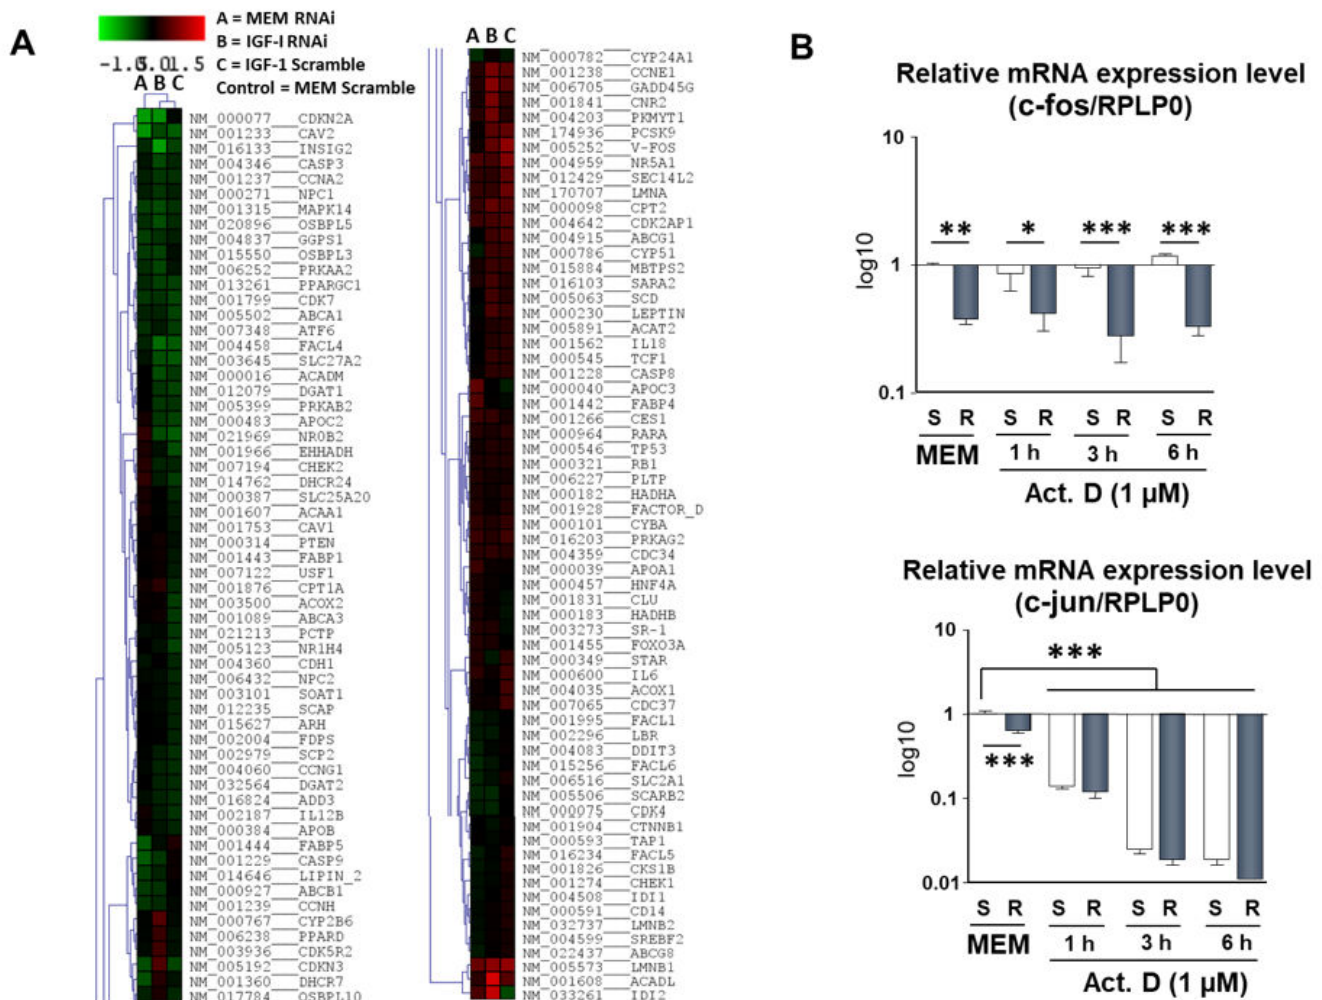 A
A = MEM RNAi
B = IGF-I RNAi
C = IGF-1 Scramble
Control = MEM Scramble
A B C
NM_000077___CDKN2A
NM_001233___CAV2
NM_016133___INSIG2
NM_004346___CASP3
NM_001237___CCNA2
NM_000271___NPC1
NM_001315___MAPK14
NM_020896___OSBPL5
NM_004837___GGPS1
NM_015550___OSBPL3
NM_006252___PRKAA2
NM_013261___PPARGC1
NM_001799___CDK7
NM_005502___ABCA1
NM_007348___ATF6
NM_004458___FACL4
NM_003645___SLC27A2
NM_000016___ACADM
NM_012079___DGAT1
NM_005399___PRKAB2
NM_000483___APOC2
NM_021969___NR0B2
NM_001966___EHHADH
NM_007194___CHEK2
NM_014762___DHCR24
NM_000387___SLC25A20
NM_001607___ACAA1
NM_001753___CAV1
NM_000314___PTEN
NM_001443___FABP1
NM_007122___USF1
NM_001876___CPT1A
NM_003500___ACOX2
NM_001089___ABCA3
NM_021213___PCTP
NM_005123___NR1H4
NM_004360___CDH1
NM_006432___NPC2
NM_003101___SOAT1
NM_012235___SCAP
NM_015627___ARH
NM_002004___FDPS
NM_002979___SCP2
NM_004060___CCNG1
NM_032564___DGAT2
NM_016824___ADD3
NM_002187___IL12B
NM_000384___APOB
NM_001444___FABP5
NM_001229___CASP9
NM_014646___LIPIN_2
NM_000927___ABCB1
NM_001239___CCNH
NM_000767___CYP2B6
NM_006238___PPARD
NM_003936___CDK5R2
NM_005192___CDKN3
NM_001360___DHCR7
NM_017784___OSBPL10
A B C
NM_000782___CYP24A1
NM_001238___CCNE1
NM_006705___GADD45G
NM_001841___CNR2
NM_004203___PKMYT1
NM_174936___PCSK9
NM_005252___V-FOS
NM_004959___NR5A1
NM_012429___SEC14L2
NM_170707___LMNA
NM_000098___CPT2
NM_004642___CDK2AP1
NM_004915___ABCG1
NM_000786___CYP51
NM_015884___MBTPS2
NM_016103___SARA2
NM_005063___SCD
NM_000230___LEPTIN
NM_005891___ACAT2
NM_001562___IL18
NM_000545___TCF1
NM_001228___CASP8
NM_000040___APOC3
NM_001442___FABP4
NM_001266___CES1
NM_000964___RARA
NM_000546___TP53
NM_000321___RB1
NM_006227___PLTP
NM_000182___HADHA
NM_001928___FACTOR_D
NM_000101___CYBA
NM_016203___PRKAG2
NM_004359___CDC34
NM_000039___APOA1
NM_000457___HNF4A
NM_001831___CLU
NM_000183___HADHB
NM_003273___SR-1
NM_001455___FOXO3A
NM_000349___STAR
NM_000600___IL6
NM_004035___ACOX1
NM_007065___CDC37
NM_001995___FACL1
NM_002296___LBR
NM_004083___DDIT3
NM_015256___FACL6
NM_006516___SLC2A1
NM_005506___SCARB2
NM_000075___CDK4
NM_001904___CTNNB1
NM_000593___TAP1
NM_016234___FACL5
NM_001826___CKS1B
NM_001274___CHEK1
NM_004508___IDI1
NM_000591___CD14
NM_032737___LMNB2
NM_004599___SREBF2
NM_022437___ABCG8
NM_005573___LMNB1
NM_001608___ACADL
NM_033261___IDI2
B
Relative mRNA expression level
(c-fos/RPLP0)
10
** * *** ***
log10
1
0.1
S R S R S R S R
MEM 1 h 3 h 6 h
Act. D (1 µM)
Relative mRNA expression level
(c-jun/RPLP0)
10
***
1
***
log10
0.1
0.01
S R S R S R S R
MEM 1 h 3 h 6 h
Act. D (1 µM)